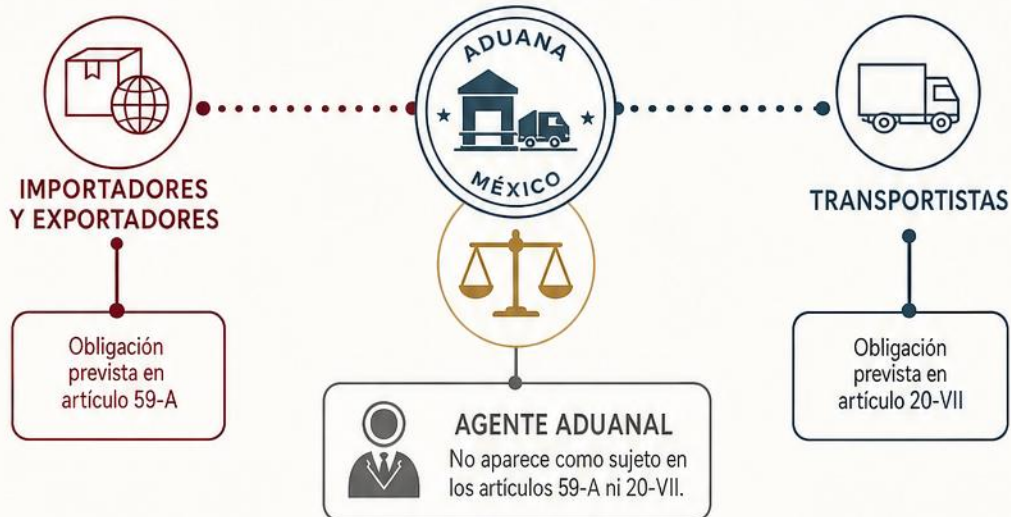 ADUANA
MÉXICO
IMPORTADORES
Y EXPORTADORES
TRANSPORTISTAS
Obligación
prevista en
artículo 59-A
AGENTE ADUANAL
No aparece como sujeto en
los artículos 59-A ni 20-VII.
Obligación
prevista en
artículo 20-VII